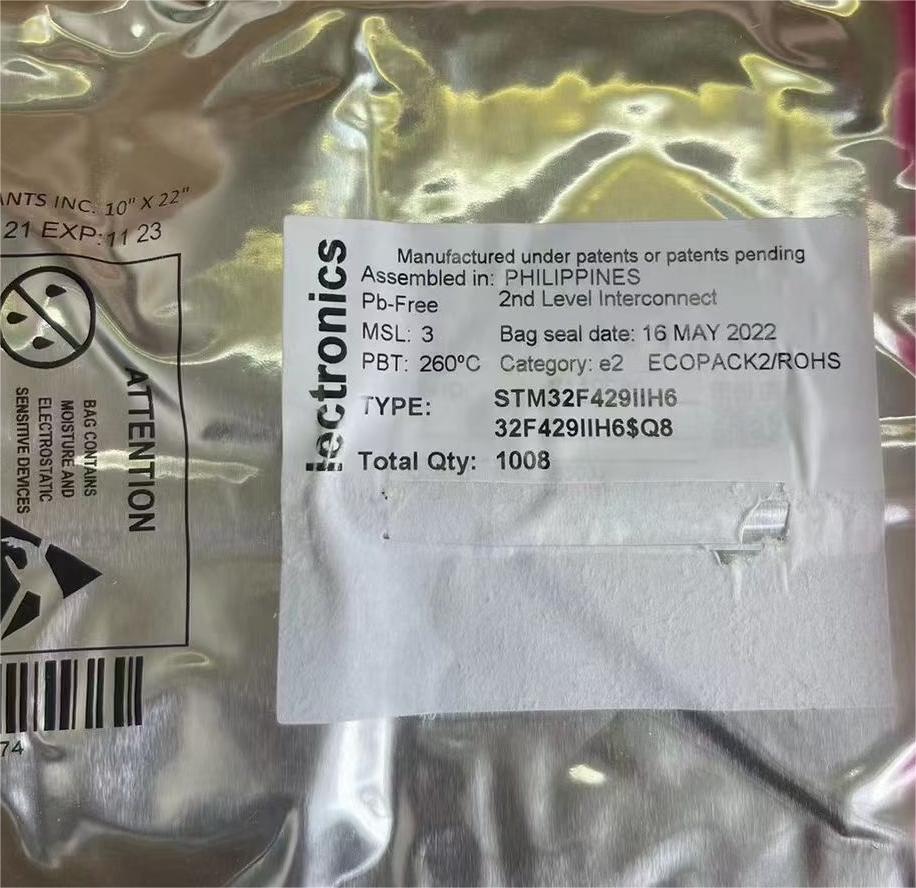 INC. 10" X 22"
21 EXP: 11 23
ATTENTION
BAG CONTAINS
MOISTURE AND
ELECTROSTATIC
SENSITIVE DEVICES
74
lectronics
Manufactured under patents or patents pending
Assembled in: PHILIPPINES
Pb-Free 2nd Level Interconnect
MSL: 3 Bag seal date: 16 MAY 2022
PBT: 260ºC Category: e2 ECOPACK2/ROHS
TYPE: STM32F429IIH6
32F429IIH6$Q8
Total Qty: 1008